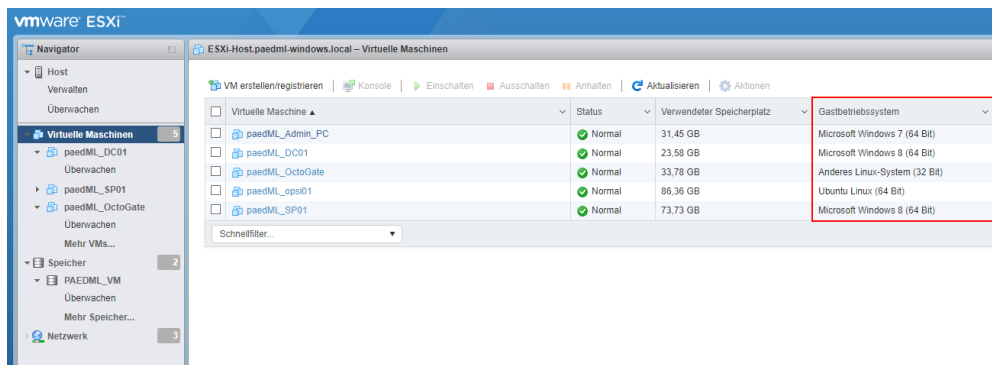 vmware ESXi™
Navigator
Host
Verwalten
Überwachen
Virtuelle Maschinen 5
paedML_DC01
Überwachen
paedML_SP01
paedML_OctoGate
Überwachen
Mehr VMs...
Speicher 2
PAEDML_VM
Überwachen
Mehr Speicher...
Netzwerk 3
ESXi-Host.paedml-windows.local – Virtuelle Maschinen
VM erstellen/registrieren | Konsole | Einschalten Ausschalten Anhalten | Aktualisieren | Aktionen
Virtuelle Maschine ▲ Status Verwendeter Speicherplatz Gastbetriebssystem
paedML_Admin_PC Normal 31,45 GB Microsoft Windows 7 (64 Bit)
paedML_DC01 Normal 23,58 GB Microsoft Windows 8 (64 Bit)
paedML_OctoGate Normal 33,78 GB Anderes Linux-System (32 Bit)
paedML_opsi01 Normal 86,36 GB Ubuntu Linux (64 Bit)
paedML_SP01 Normal 73,73 GB Microsoft Windows 8 (64 Bit)
Schnellfilter...